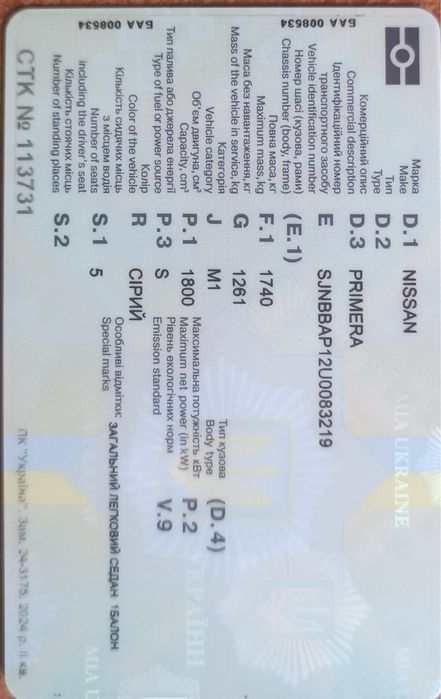 БАА 008534
БАА 008534
Марка
Make D.1 NISSAN
Тип
Type D.2
Комерційний опис
Commercial description D.3 PRIMERA
Ідентифікаційний номер
транспортного засобу
Vehicle identification number E SJNBBAP12U0083219
Номер шасі (кузова, рами)
Chassis number (body, frame) (E.1)
Повна маса,кг
Maximum mass,kg F.1 1740
Маса без навантаження,кг
Mass of the vehicle in service,kg G 1261
Категорія
Vehicle category J M1
Тип кузова
Body type (D.4)
Об'єм двигуна,см³
Capacity,cm³ P.1 1800
Максимальна потужність кВт
Maximum net power (in kW) P.2
Тип палива або джерела енергії
Type of fuel or power source P.3 S
Рівень екологічних норм
Emission standard V.9
Колір
Color of the vehicle R СІРИЙ
Кількість сидячих місць
з місцем водія
Number of seats
including the driver's seat S.1 5
Особливі відмітки: ЗАГАЛЬНИЙ ЛЕГКОВИЙ СЕДАН 1БАЛОН
Special marks
Кількість стоячих місць
Number of standing places S.2
СТК № 113731
ПК "Україна". Зам. 24-3175. 2024 р. II кв.
MIA UKRAINE
MIA UKRAINE